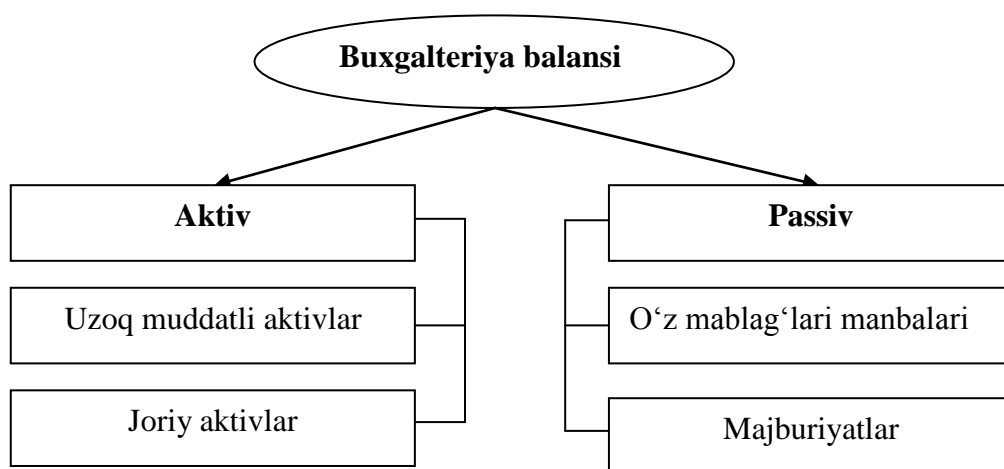 Buxgalteriya balansi
Aktiv
Uzoq muddatli aktivlar
Joriy aktivlar
Passiv
O‘z mablag‘lari manbalari
Majburiyatlar